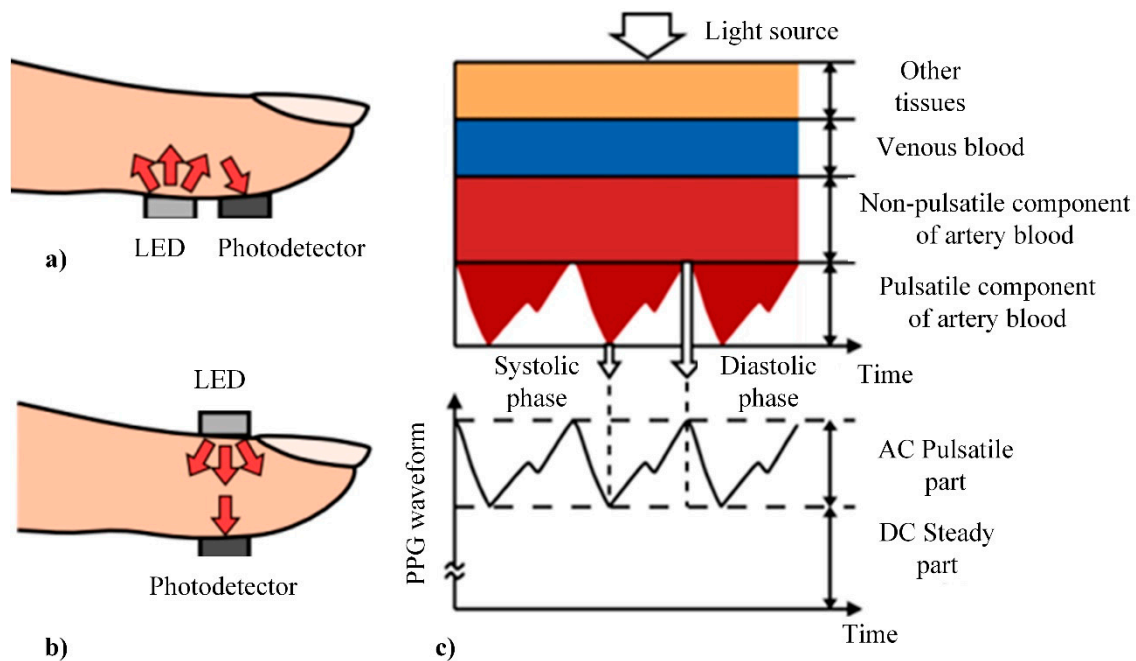 LED Photodetector
a)
LED
Photodetector
b)
Light source
Other
tissues
Venous blood
Non-pulsatile component
of artery blood
Pulsatile component
of artery blood
Systolic
phase
Diastolic
phase
Time
PPG waveform
AC Pulsatile
part
DC Steady
part
Time
c)